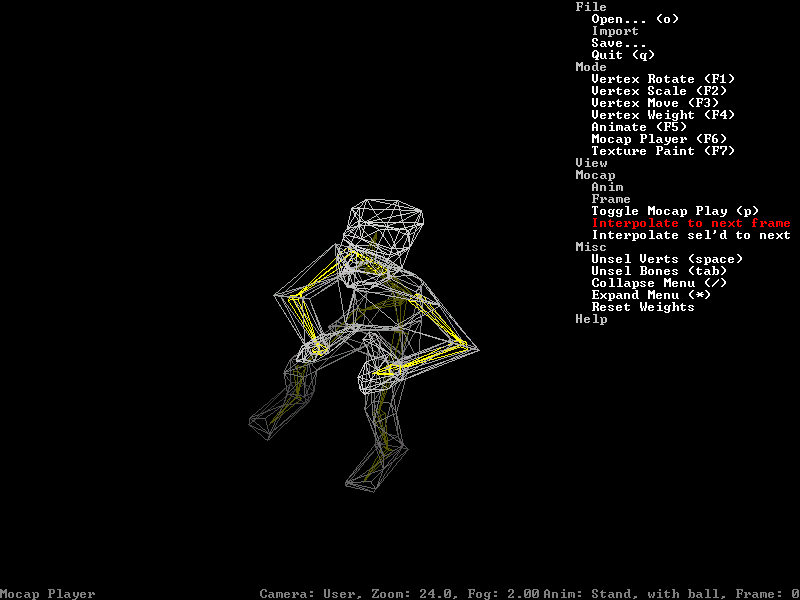 File
Open... (o)
Import
Save...
Quit (q)
Mode
Vertex Rotate (F1)
Vertex Scale (F2)
Vertex Move (F3)
Vertex Weight (F4)
Animate (F5)
Mocap Player (F6)
Texture Paint (F7)
View
Mocap
Anim
Frame
Toggle Mocap Play (p)
Interpolate to next frame
Interpolate sel'd to next
Misc
Unsel Verts (space)
Unsel Bones (tab)
Collapse Menu (/)
Expand Menu (*)
Reset Weights
Help
Mocap Player Camera: User, Zoom: 24.0, Fog: 2.00 Anim: Stand, with ball, Frame: 0